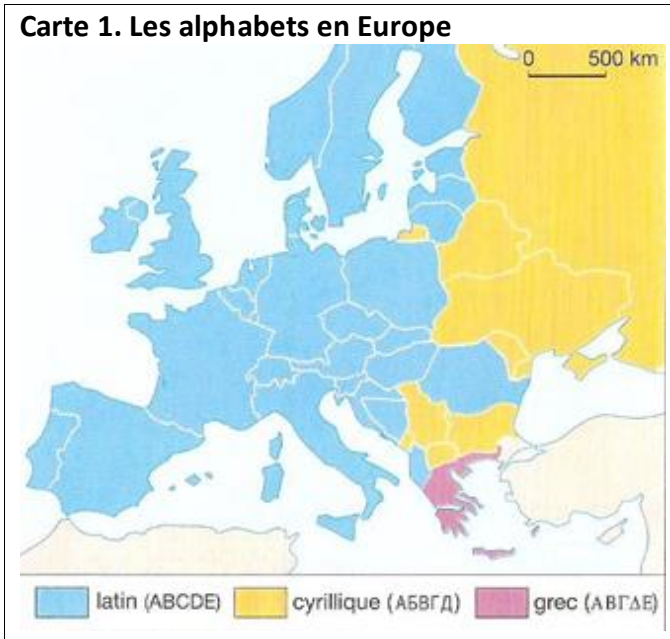 Carte 1. Les alphabets en Europe
0 500 km
latin (ABCDE) cyrillique (АБВГД) grec (ΑΒΓΔΕ)